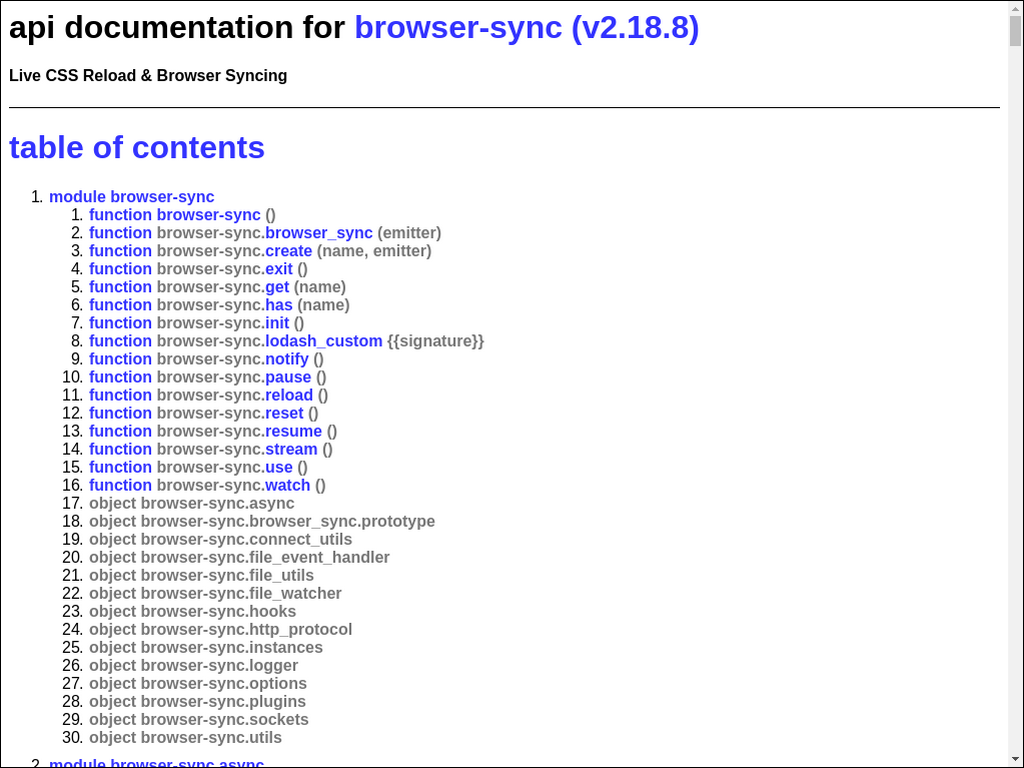 api documentation for browser-sync (v2.18.8)
Live CSS Reload & Browser Syncing
table of contents
1. module browser-sync
1. function browser-sync ()
2. function browser-sync.browser_sync (emitter)
3. function browser-sync.create (name, emitter)
4. function browser-sync.exit ()
5. function browser-sync.get (name)
6. function browser-sync.has (name)
7. function browser-sync.init ()
8. function browser-sync.lodash_custom {{signature}}
9. function browser-sync.notify ()
10. function browser-sync.pause ()
11. function browser-sync.reload ()
12. function browser-sync.reset ()
13. function browser-sync.resume ()
14. function browser-sync.stream ()
15. function browser-sync.use ()
16. function browser-sync.watch ()
17. object browser-sync.async
18. object browser-sync.browser_sync.prototype
19. object browser-sync.connect_utils
20. object browser-sync.file_event_handler
21. object browser-sync.file_utils
22. object browser-sync.file_watcher
23. object browser-sync.hooks
24. object browser-sync.http_protocol
25. object browser-sync.instances
26. object browser-sync.logger
27. object browser-sync.options
28. object browser-sync.plugins
29. object browser-sync.sockets
30. object browser-sync.utils
2. module browser-sync.async